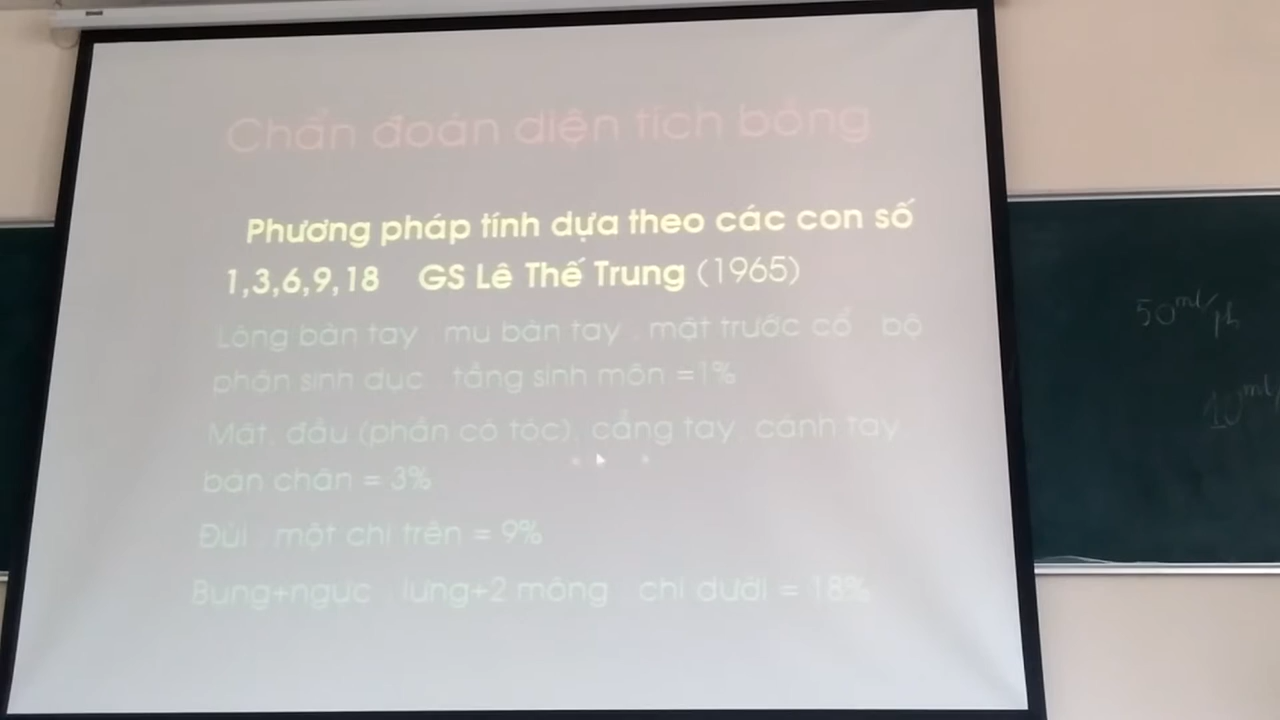 Chẩn đoán diện tích bỏng
Phương pháp tính dựa theo các con số
1,3,6,9,18 GS Lê Thế Trung (1965)
Lòng bàn tay mu bàn tay , mặt trước cổ bộ
phận sinh dục tầng sinh môn =1%
Mặt, đầu (phần có tóc), cẳng tay, cánh tay,
bàn chân = 3%
Đùi một chi trên = 9%
Bụng+ngực lưng+2 mông chi dưới = 18%
50ml/
10ml/